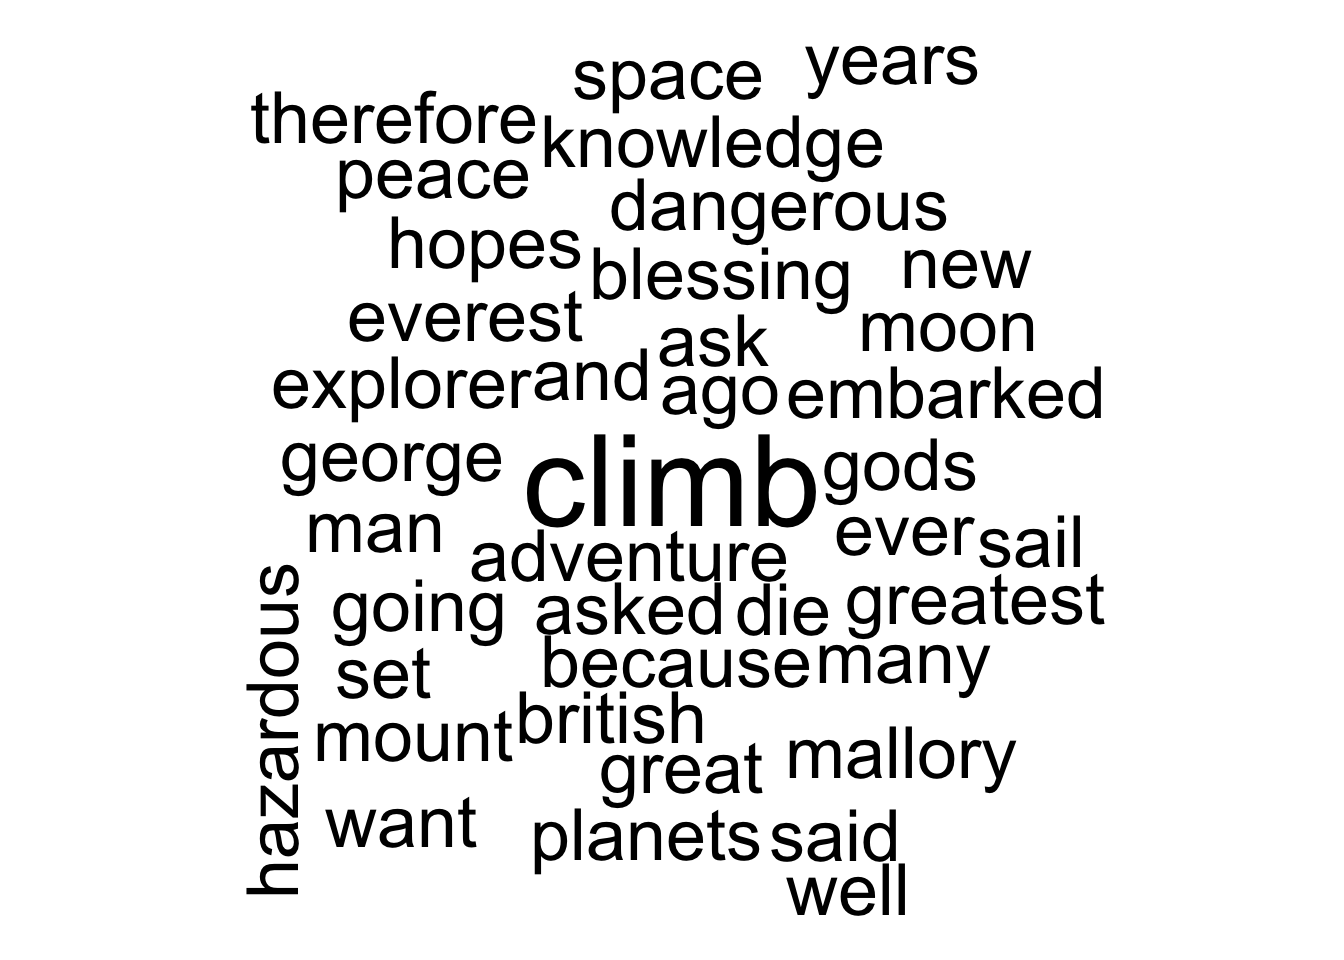 space years
therefore knowledge
peace dangerous
hopes blessing new
everest ask moon
explorer and ago embarked
george climb gods
man adventure ever sail
hazardous
going asked die greatest
set because many
mount british
great mallory
want planets said
well